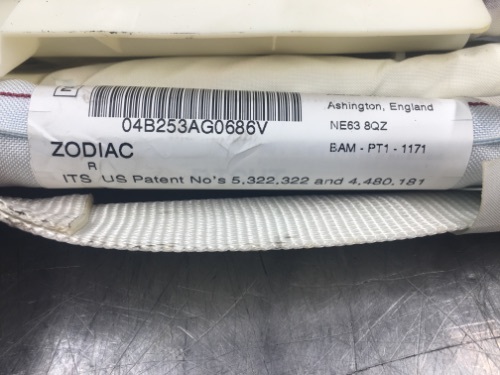 04B253AG0686V
Ashington, England
NE63 8QZ
BAM - PT1 - 1171
ZODIAC
R
ITS US Patent No's 5,322,322 and 4,480,181